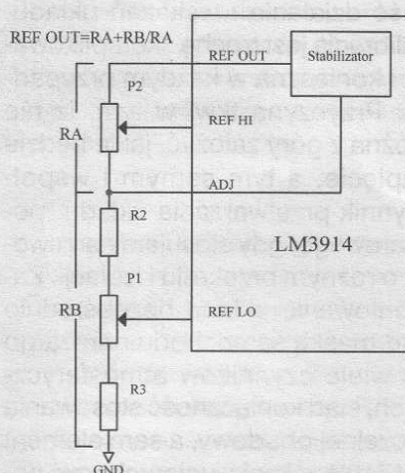 REF OUT=RA+RB/RA
REF OUT
Stabilizator
P2
REF HI
RA
ADJ
R2
LM3914
P1
RB
REF LO
R3
GND